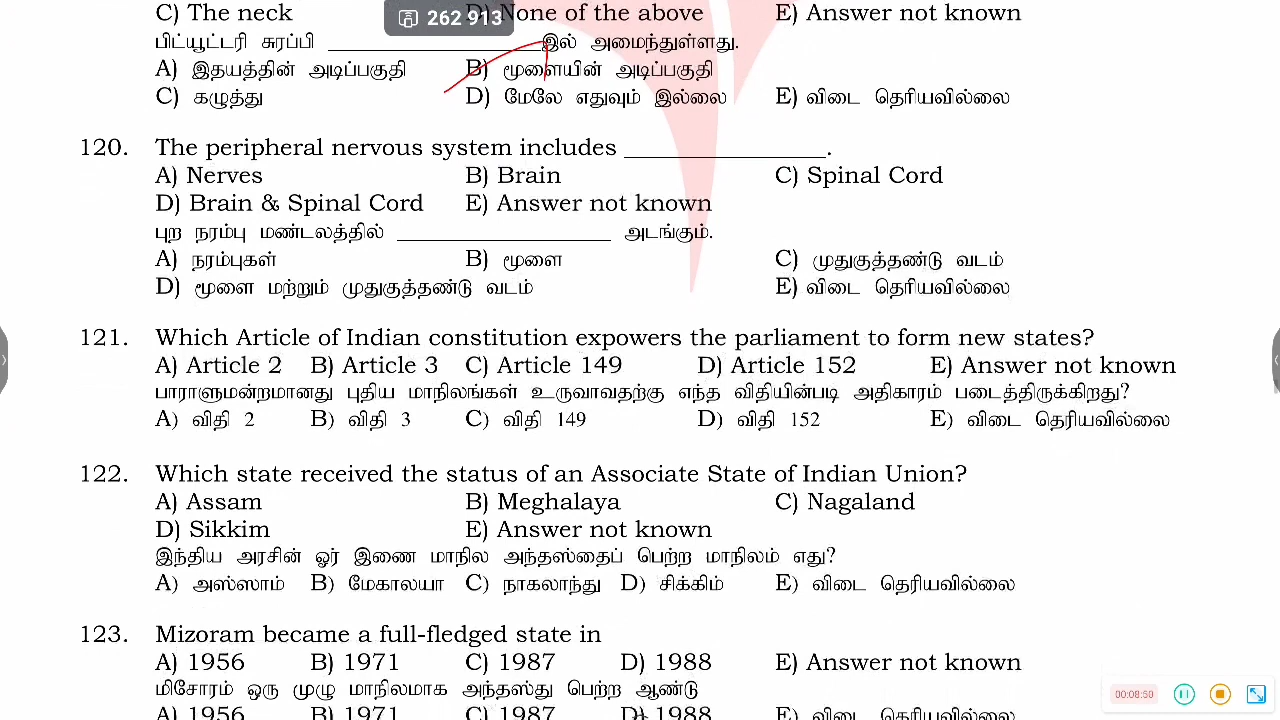 C) The neck D) None of the above E) Answer not known
262 913
பிட்யூட்டரி சுரப்பி ____________________இல் அமைந்துள்ளது.
A) இதயத்தின் அடிப்பகுதி B) மூளையின் அடிப்பகுதி
C) கழுத்து D) மேலே எதுவும் இல்லை E) விடை தெரியவில்லை
120. The peripheral nervous system includes ________________.
A) Nerves B) Brain C) Spinal Cord
D) Brain & Spinal Cord E) Answer not known
புற நரம்பு மண்டலத்தில் ____________________ அடங்கும்.
A) நரம்புகள் B) மூளை C) முதுகுத்தண்டு வடம்
D) மூளை மற்றும் முதுகுத்தண்டு வடம் E) விடை தெரியவில்லை
121. Which Article of Indian constitution expowers the parliament to form new states?
A) Article 2 B) Article 3 C) Article 149 D) Article 152 E) Answer not known
பாராளுமன்றமானது புதிய மாநிலங்கள் உருவாவதற்கு எந்த விதியின்படி அதிகாரம் படைத்திருக்கிறது?
A) விதி 2 B) விதி 3 C) விதி 149 D) விதி 152 E) விடை தெரியவில்லை
122. Which state received the status of an Associate State of Indian Union?
A) Assam B) Meghalaya C) Nagaland
D) Sikkim E) Answer not known
இந்திய அரசின் ஓர் இணை மாநில அந்தஸ்தைப் பெற்ற மாநிலம் எது?
A) அஸ்ஸாம் B) மேகாலயா C) நாகலாந்து D) சிக்கிம் E) விடை தெரியவில்லை
123. Mizoram became a full-fledged state in
A) 1956 B) 1971 C) 1987 D) 1988 E) Answer not known
மிசோரம் ஒரு முழு மாநிலமாக அந்தஸ்து பெற்ற ஆண்டு
A) 1956 B) 1971 C) 1987 D) 1988 E) விடை தெரியவில்லை
00:08:50